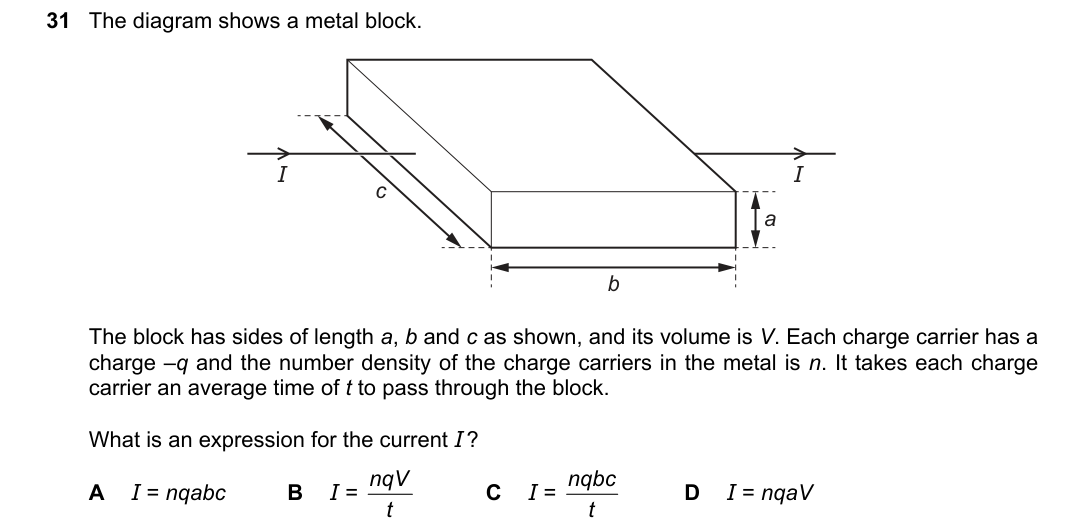 31 The diagram shows a metal block.
I
I
c
a
b
The block has sides of length a, b and c as shown, and its volume is V. Each charge carrier has a
charge –q and the number density of the charge carriers in the metal is n. It takes each charge
carrier an average time of t to pass through the block.
What is an expression for the current I?
A I = nqabc B I = nqV/t C I = nqbc/t D I = nqaV